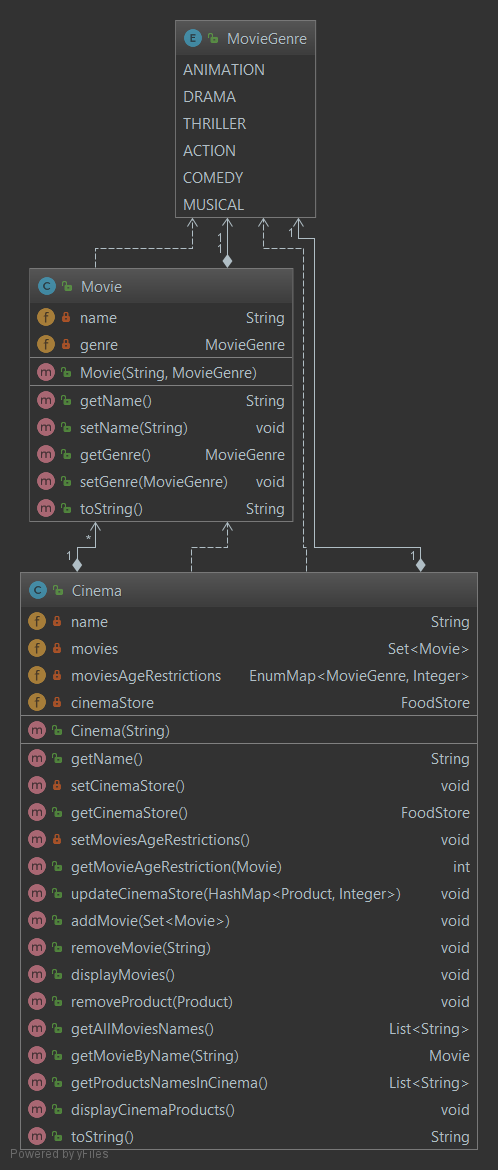 E MovieGenre
ANIMATION
DRAMA
THRILLER
ACTION
COMEDY
MUSICAL
1
1
1
C Movie
f name String
f genre MovieGenre
m Movie(String, MovieGenre)
m getName() String
m setName(String) void
m getGenre() MovieGenre
m setGenre(MovieGenre) void
m toString() String
*
1
1
C Cinema
f name String
f movies Set<Movie>
f moviesAgeRestrictions EnumMap<MovieGenre, Integer>
f cinemaStore FoodStore
m Cinema(String)
m getName() String
m setCinemaStore() void
m getCinemaStore() FoodStore
m setMoviesAgeRestrictions() void
m getMovieAgeRestriction(Movie) int
m updateCinemaStore(HashMap<Product, Integer>) void
m addMovie(Set<Movie>) void
m removeMovie(String) void
m displayMovies() void
m removeProduct(Product) void
m getAllMoviesNames() List<String>
m getMovieByName(String) Movie
m getProductsNamesInCinema() List<String>
m displayCinemaProducts() void
m toString() String
Powered by yFiles